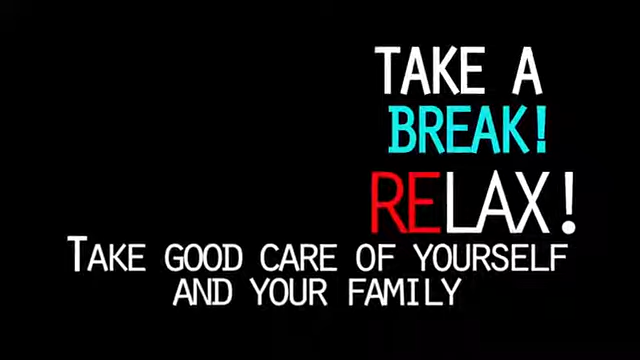 TAKE A
BREAK!
RELAX!
TAKE GOOD CARE OF YOURSELF
AND YOUR FAMILY